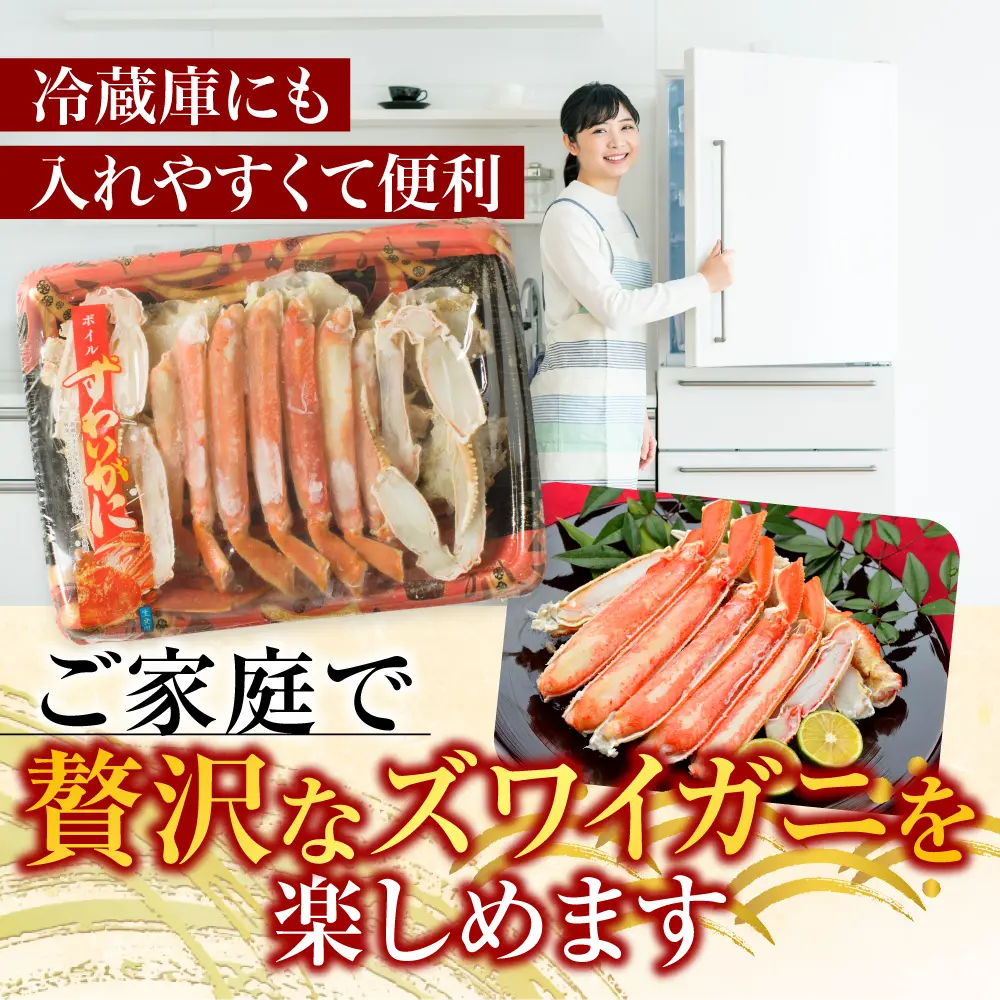 冷蔵庫にも
入れやすくて便利
ボイル
ずわいがに
ご家庭で
贅沢なズワイガニを
楽しめます